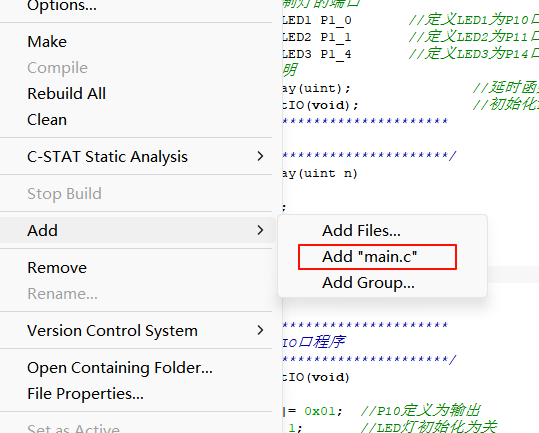 Options...
制灯的端口
LED1 P1_0 //定义LED1为P10口
Make
LED2 P1_1 //定义LED2为P11口
Compile
LED3 P1_4 //定义LED3为P14口
明
Rebuild All
ay(uint); //延时函
Clean
tIO(void); //初始化
*********************
C-STAT Static Analysis
*********************/
ay(uint n)
Stop Build
;
Add
Add Files...
Add "main.c"
Remove
Add Group...
Rename...
*********************
Version Control System
IO口程序
*********************/
Open Containing Folder...
tIO(void)
File Properties...
|= 0x01; //P10定义为输出
1; //LED灯初始化为关
Set as Active